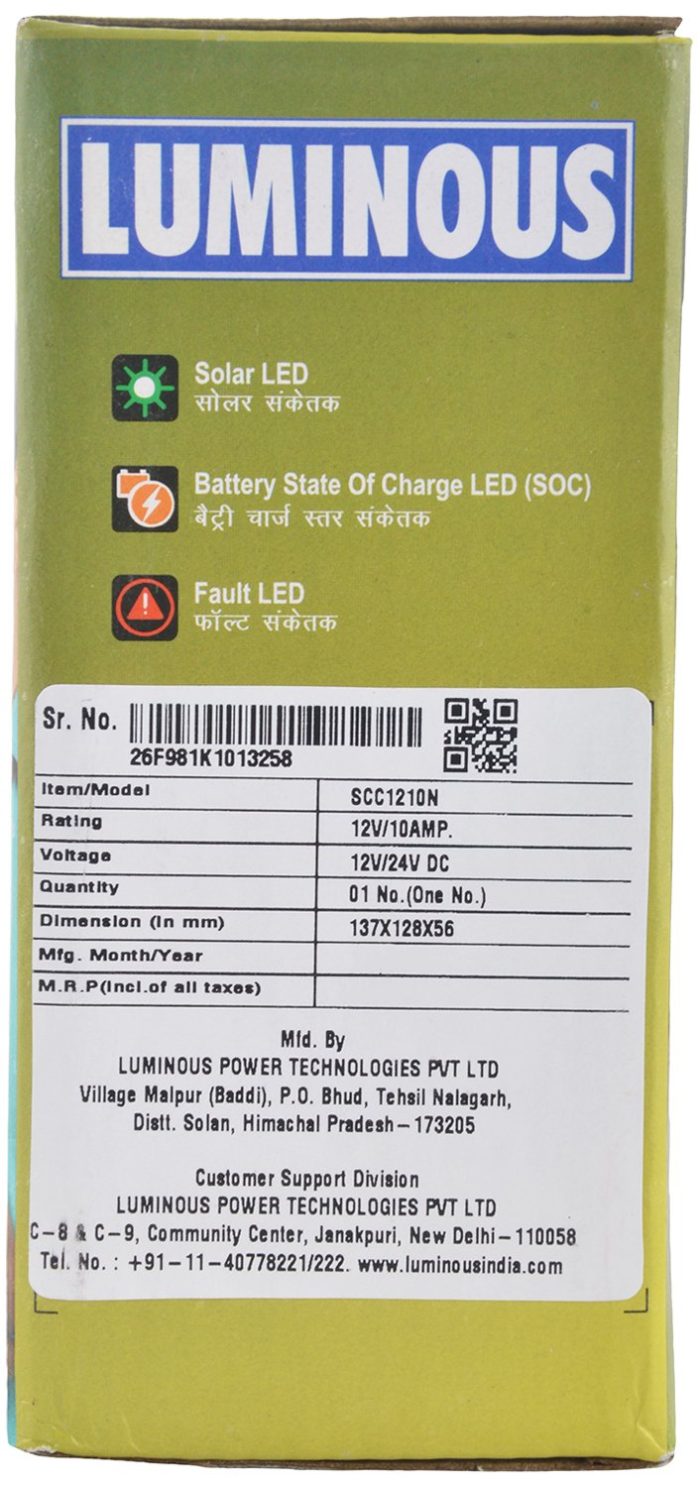 LUMINOUS
Solar LED
सोलर संकेतक
Battery State Of Charge LED (SOC)
बैट्री चार्ज स्तर संकेतक
Fault LED
फॉल्ट संकेतक
Sr. No.
26F981K1013258
Item/Model SCC1210N
Rating 12V/10AMP.
Voltage 12V/24V DC
Quantity 01 No.(One No.)
Dimension (in mm) 137X128X56
Mfg. Month/Year
M.R.P(Incl.of all taxes)
Mfd. By
LUMINOUS POWER TECHNOLOGIES PVT LTD
Village Malpur (Baddi), P.O. Bhud, Tehsil Nalagarh,
Distt. Solan, Himachal Pradesh-173205
Customer Support Division
LUMINOUS POWER TECHNOLOGIES PVT LTD
C-8 & C-9, Community Center, Janakpuri, New Delhi-110058
Tel. No. : +91-11-40778221/222. www.luminousindia.com